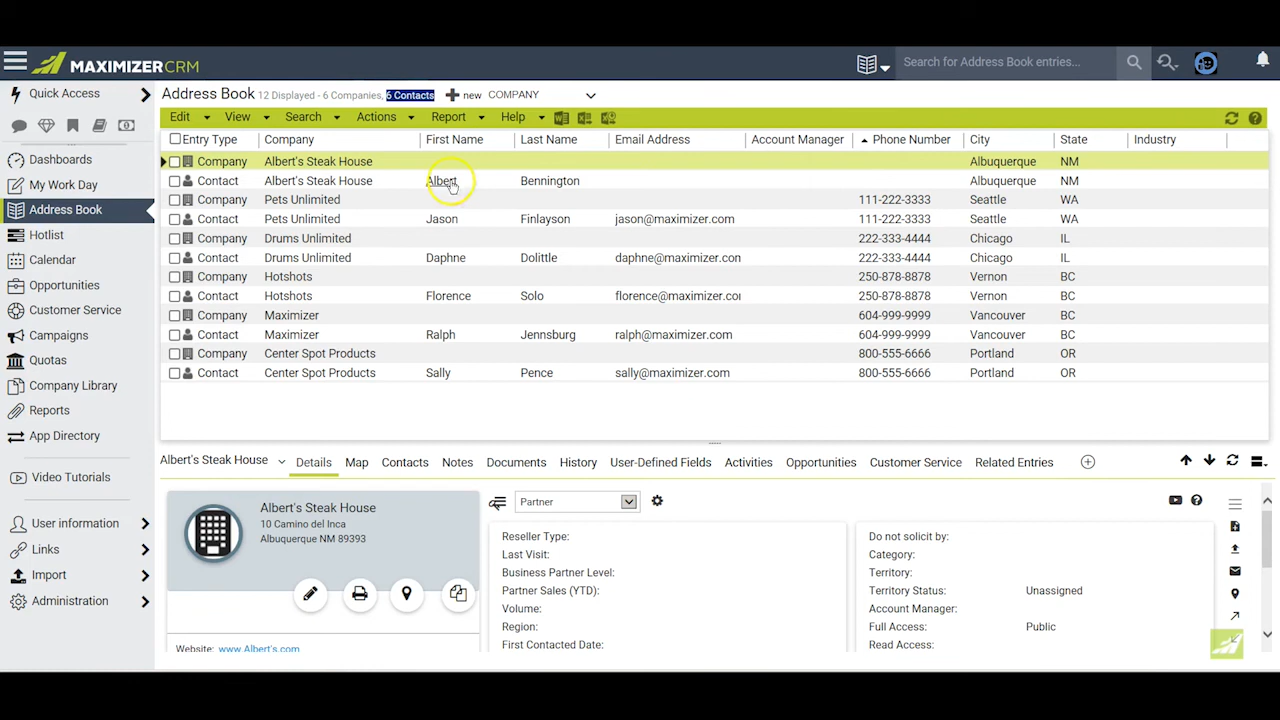 MAXIMIZER CRM
Search for Address Book entries...
Quick Access
Address Book 12 Displayed - 6 Companies, 6 Contacts new COMPANY
Edit View Search Actions Report Help
Entry Type Company First Name Last Name Email Address Account Manager Phone Number City State Industry
Company Albert's Steak House Albuquerque NM
Contact Albert's Steak House Albert Bennington Albuquerque NM
Company Pets Unlimited 111-222-3333 Seattle WA
Contact Pets Unlimited Jason Finlayson jason@maximizer.com 111-222-3333 Seattle WA
Company Drums Unlimited 222-333-4444 Chicago IL
Contact Drums Unlimited Daphne Dolittle daphne@maximizer.con 222-333-4444 Chicago IL
Company Hotshots 250-878-8878 Vernon BC
Contact Hotshots Florence Solo florence@maximizer.co 250-878-8878 Vernon BC
Company Maximizer 604-999-9999 Vancouver BC
Contact Maximizer Ralph Jennsburg ralph@maximizer.com 604-999-9999 Vancouver BC
Company Center Spot Products 800-555-6666 Portland OR
Contact Center Spot Products Sally Pence sally@maximizer.com 800-555-6666 Portland OR
Dashboards
My Work Day
Address Book
Hotlist
Calendar
Opportunities
Customer Service
Campaigns
Quotas
Company Library
Reports
App Directory
Video Tutorials
User information
Links
Import
Administration
Albert's Steak House Details Map Contacts Notes Documents History User-Defined Fields Activities Opportunities Customer Service Related Entries
Albert's Steak House
10 Camino del Inca
Albuquerque NM 89393
Website: www.Albert's.com
Partner
Reseller Type:
Last Visit:
Business Partner Level:
Partner Sales (YTD):
Volume:
Region:
First Contacted Date:
Do not solicit by:
Category:
Territory:
Territory Status: Unassigned
Account Manager:
Full Access: Public
Read Access: